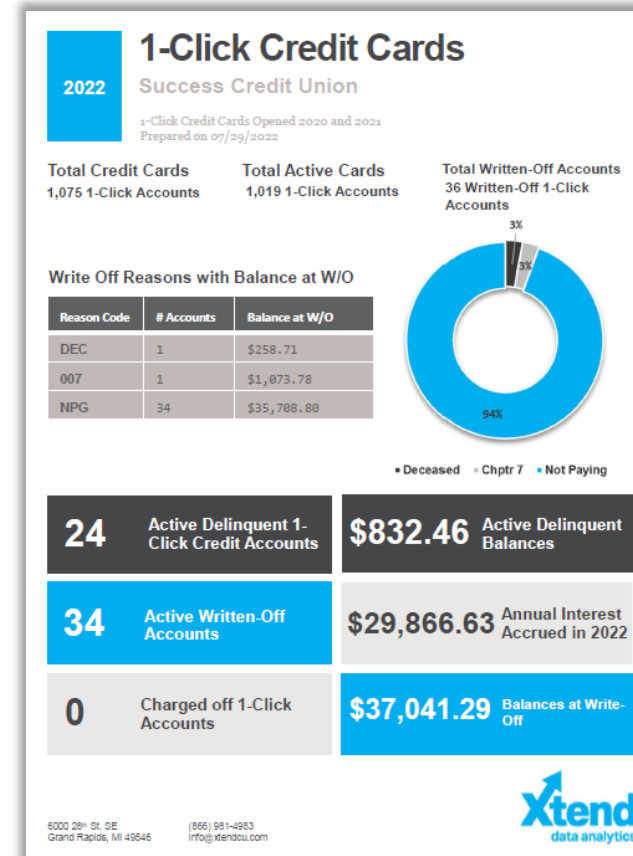 2022
1-Click Credit Cards
Success Credit Union
1-Click Credit Cards Opened 2020 and 2021
Prepared on 07/29/2022
Total Credit Cards
1,075 1-Click Accounts
Total Active Cards
1,019 1-Click Accounts
Total Written-Off Accounts
36 Written-Off 1-Click
Accounts
3%
3%
94%
Deceased Chptr 7 Not Paying
Write Off Reasons with Balance at W/O
Reason Code # Accounts Balance at W/O
DEC 1 $258.71
007 1 $1,073.78
NPG 34 $35,708.80
24 Active Delinquent 1-
Click Credit Accounts
$832.46 Active Delinquent
Balances
34 Active Written-Off
Accounts
$29,866.63 Annual Interest
Accrued in 2022
0 Charged off 1-Click
Accounts
$37,041.29 Balances at Write-
Off
6000 28th St. SE
Grand Rapids, MI 49546
(866) 981-4983
info@xtendcu.com
Xtend
data analytics